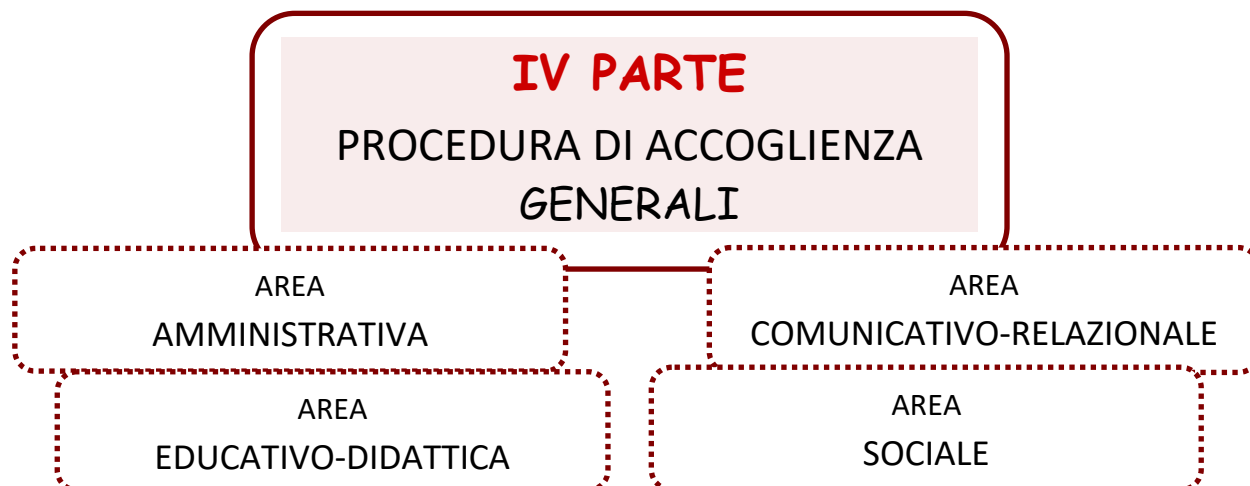 IV PARTE
PROCEDURA DI ACCOGLIENZA
GENERALI
AREA
AMMINISTRATIVA
AREA
COMUNICATIVO-RELAZIONALE
AREA
EDUCATIVO-DIDATTICA
AREA
SOCIALE